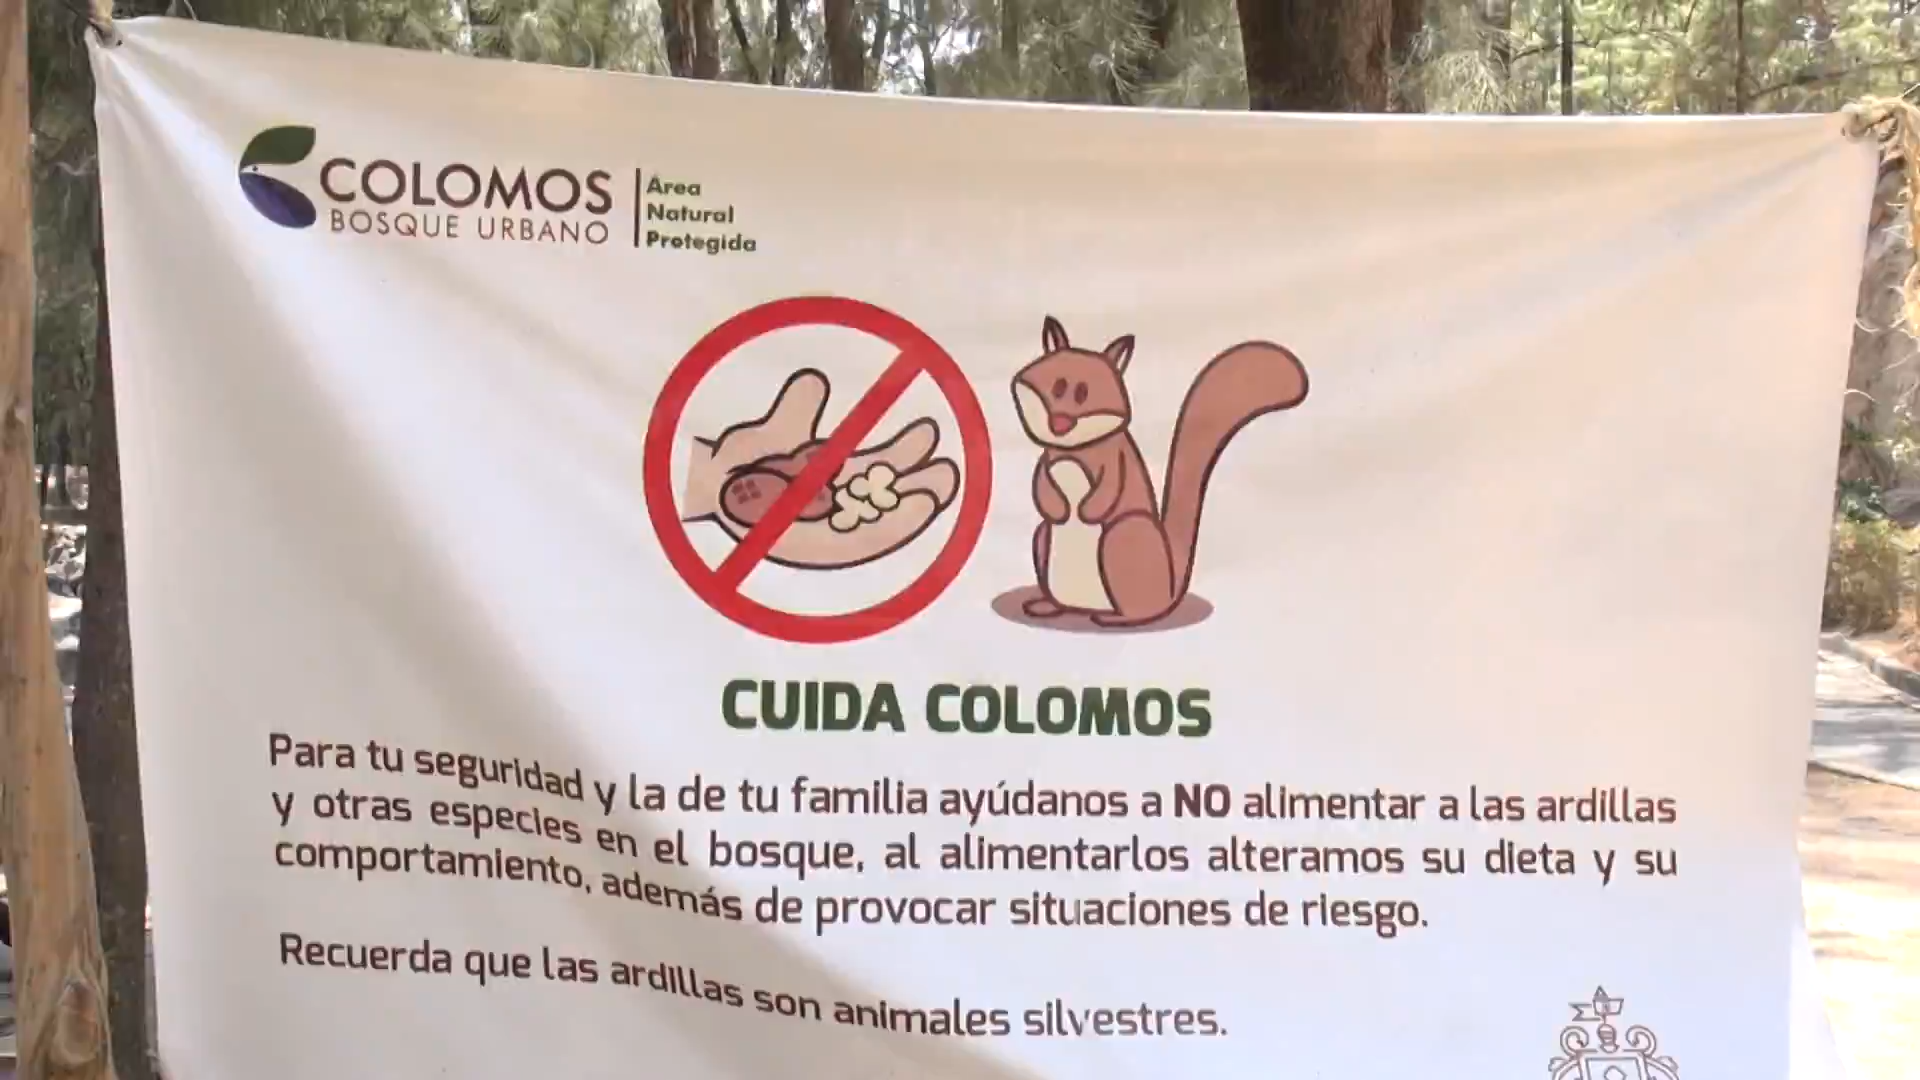 COLOMOS
BOSQUE URBANO
Área
Natural
Protegida
CUIDA COLOMOS
Para tu seguridad y la de tu familia ayúdanos a NO alimentar a las ardillas
y otras especies en el bosque, al alimentarlos alteramos su dieta y su
comportamiento, además de provocar situaciones de riesgo.
Recuerda que las ardillas son animales silvestres.